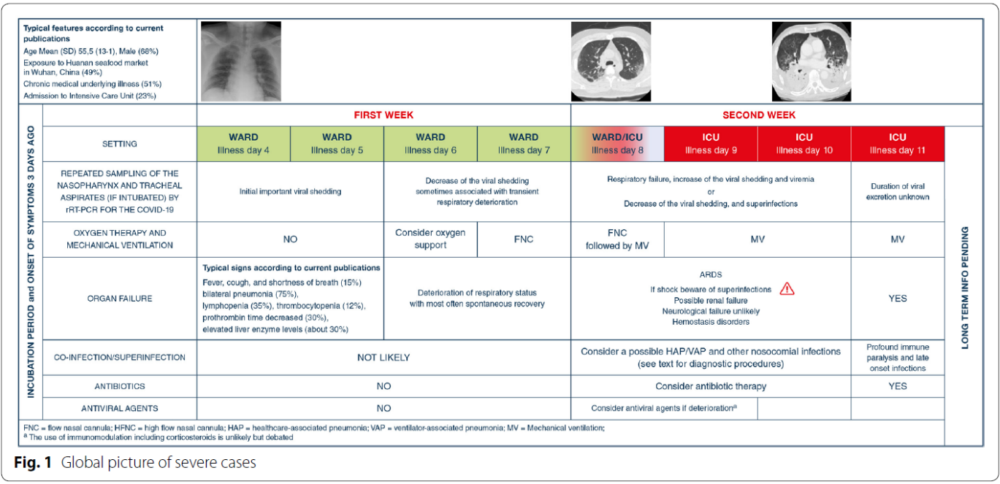 Typical features according to current
publications
Age Mean (SD) 55,5 (13-1), Male (68%)
Exposure to Huanan seafood market
in Wuhan, China (49%)
Chronic medical underlying illness (51%)
Admission to Intensive Care Unit (23%)
INCUBATION PERIOD and ONSET OF SYMPTOMS 3 DAYS AGO
FIRST WEEK
SECOND WEEK
SETTING
WARD
Illness day 4
WARD
Illness day 5
WARD
Illness day 6
WARD
Illness day 7
WARD/ICU
Illness day 8
ICU
Illness day 9
ICU
Illness day 10
ICU
Illness day 11
REPEATED SAMPLING OF THE
NASOPHARYNX AND TRACHEAL
ASPIRATES (IF INTUBATED) BY
rRT-PCR FOR THE COVID-19
Initial important viral shedding
Decrease of the viral shedding
sometimes associated with transient
respiratory deterioration
Respiratory failure, increase of the viral shedding and viremia
or
Decrease of the viral shedding, and superinfections
Duration of viral
excretion unknown
OXYGEN THERAPY AND
MECHANICAL VENTILATION
NO
Consider oxygen
support
FNC
FNC
followed by MV
MV
MV
ORGAN FAILURE
Typical signs according to current publications
Fever, cough, and shortness of breath (15%)
bilateral pneumonia (75%),
lymphopenia (35%), thrombocytopenia (12%),
prothrombin time decreased (30%),
elevated liver enzyme levels (about 30%)
Deterioration of respiratory status
with most often spontaneous recovery
ARDS
If shock beware of superinfections
Possible renal failure
Neurological failure unlikely
Hemostasis disorders
YES
CO-INFECTION/SUPERINFECTION
NOT LIKELY
Consider a possible HAP/VAP and other nosocomial infections
(see text for diagnostic procedures)
Profound immune
paralysis and late
onset infections
ANTIBIOTICS
NO
Consider antibiotic therapy
YES
ANTIVIRAL AGENTS
NO
Consider antiviral agents if deteriorationᵃ
LONG TERM INFO PENDING
FNC = flow nasal cannula; HFNC = high flow nasal cannula; HAP = healthcare-associated pneumonia; VAP = ventilator-associated pneumonia; MV = Mechanical ventilation;
ᵃ The use of immunomodulation including corticosteroids is unlikely but debated
Fig. 1 Global picture of severe cases